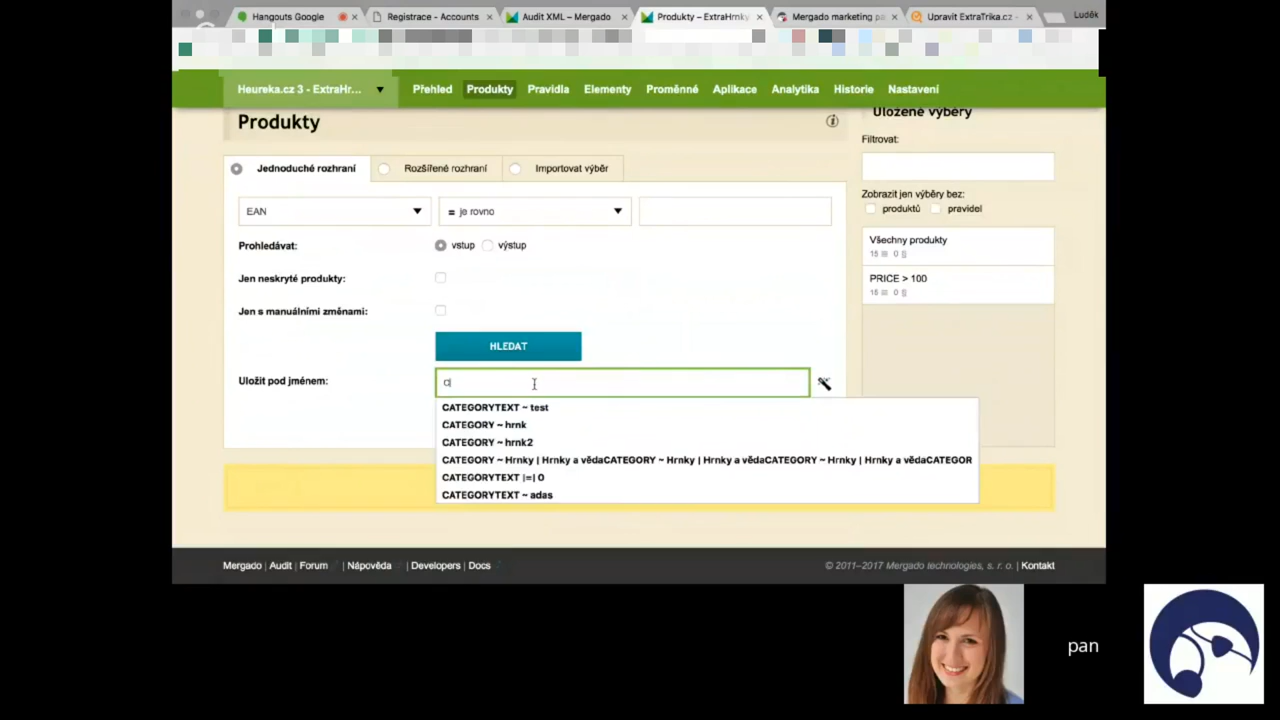 Hangouts Google
Registrace - Accounts
Audit XML – Mergado
Produkty – ExtraHrnky
Mergado marketing pa
Upravit ExtraTrika.cz -
Luděk
Heureka.cz 3 - ExtraHr...
Přehled
Produkty
Pravidla
Elementy
Proměnné
Aplikace
Analytika
Historie
Nastavení
Produkty
Jednoduché rozhraní
Rozšířené rozhraní
Importovat výběr
EAN
= je rovno
Prohledávat:
vstup
výstup
Jen neskryté produkty:
Jen s manuálními změnami:
HLEDAT
Uložit pod jménem:
CATEGORYTEXT ~ test
CATEGORY ~ hrnk
CATEGORY ~ hrnk2
CATEGORY ~ Hrnky | Hrnky a vědaCATEGORY ~ Hrnky | Hrnky a vědaCATEGORY ~ Hrnky | Hrnky a vědaCATEGOR
CATEGORYTEXT |=| 0
CATEGORYTEXT ~ adas
Uložené výběry
Filtrovat:
Zobrazit jen výběry bez:
produktů
pravidel
Všechny produkty
15 0
PRICE > 100
15 0
Mergado | Audit | Forum | Nápověda | Developers | Docs
© 2011–2017 Mergado technologies, s. r. o. | Kontakt
pan